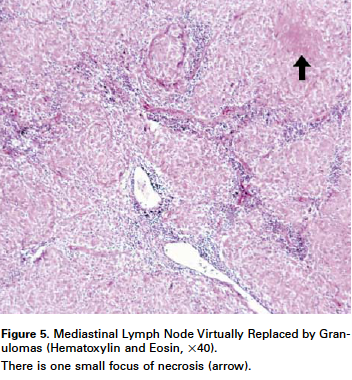 Figure 5. Mediastinal Lymph Node Virtually Replaced by Gran-
ulomas (Hematoxylin and Eosin, ×40).
There is one small focus of necrosis (arrow).